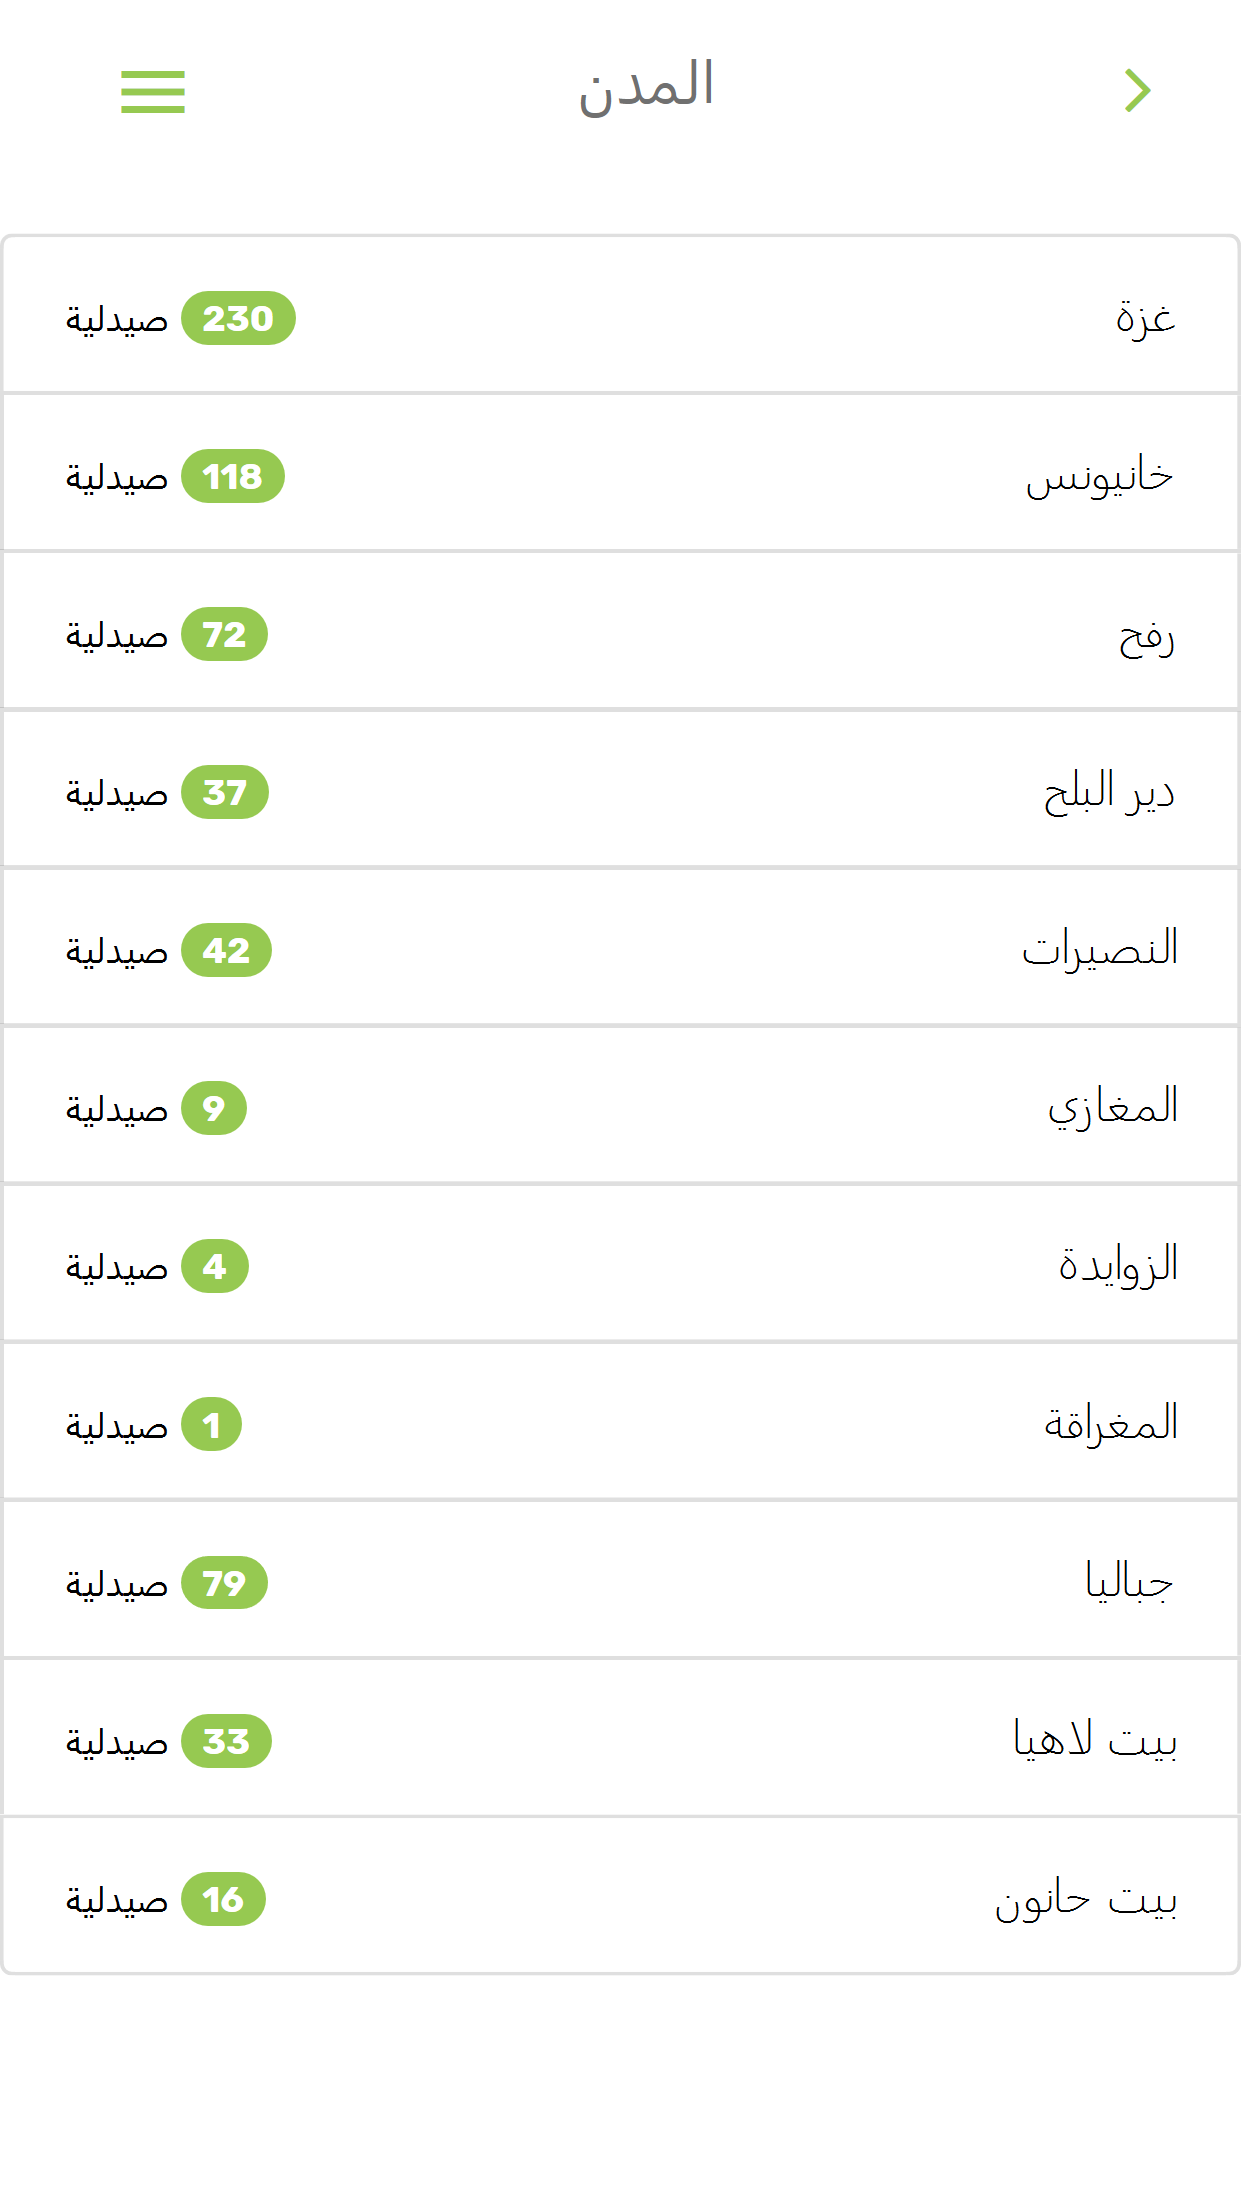 المدن
غزة 230 صيدلية
خانيونس 118 صيدلية
رفح 72 صيدلية
دير البلح 37 صيدلية
النصيرات 42 صيدلية
المغازي 9 صيدلية
الزوايدة 4 صيدلية
المغراقة 1 صيدلية
جباليا 79 صيدلية
بيت لاهيا 33 صيدلية
بيت حانون 16 صيدلية